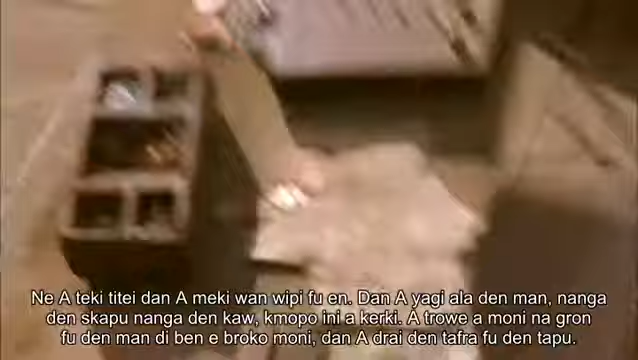 Ne A teki titei dan A meki wan wipi fu en. Dan A yagi ala den man, nanga
den skapu nanga den kaw, kmopo ini a kerki. A trowe a moni na gron
fu den man di ben e broko moni, dan A drai den tafra fu den tapu.